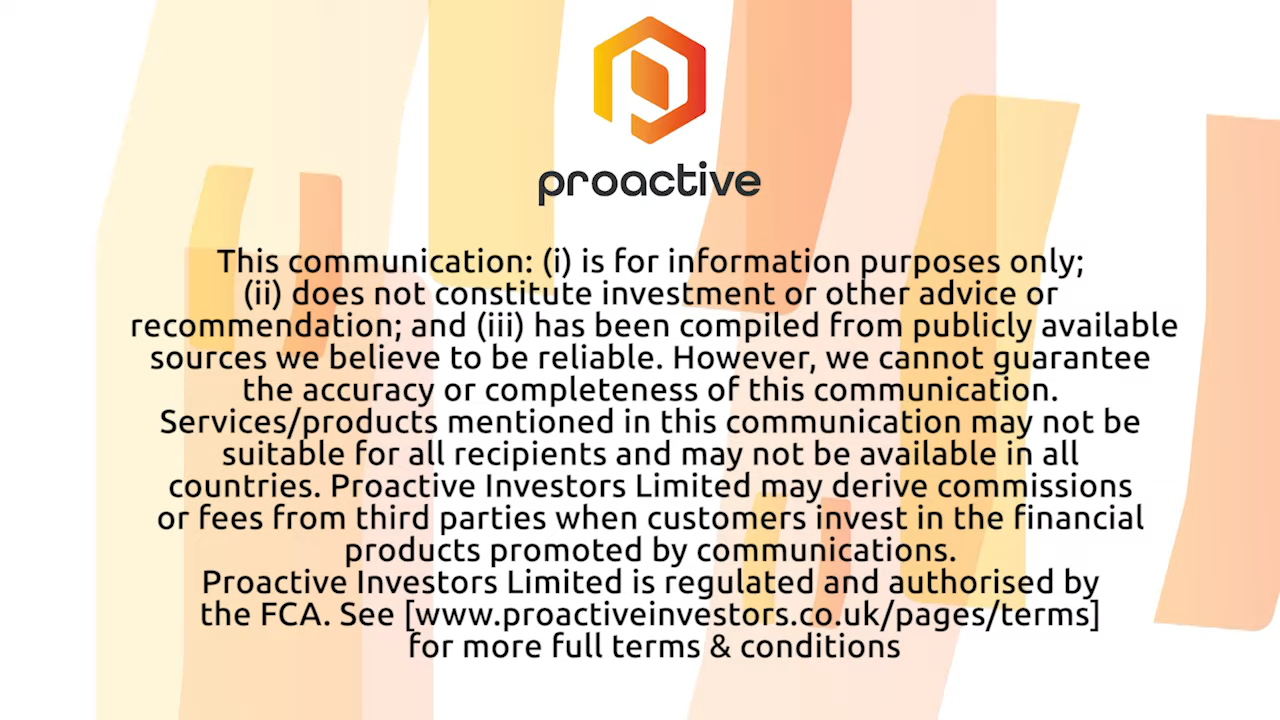 proactive
This communication: (i) is for information purposes only;
(ii) does not constitute investment or other advice or
recommendation; and (iii) has been compiled from publicly available
sources we believe to be reliable. However, we cannot guarantee
the accuracy or completeness of this communication.
Services/products mentioned in this communication may not be
suitable for all recipients and may not be available in all
countries. Proactive Investors Limited may derive commissions
or fees from third parties when customers invest in the financial
products promoted by communications.
Proactive Investors Limited is regulated and authorised by
the FCA. See [www.proactiveinvestors.co.uk/pages/terms]
for more full terms & conditions